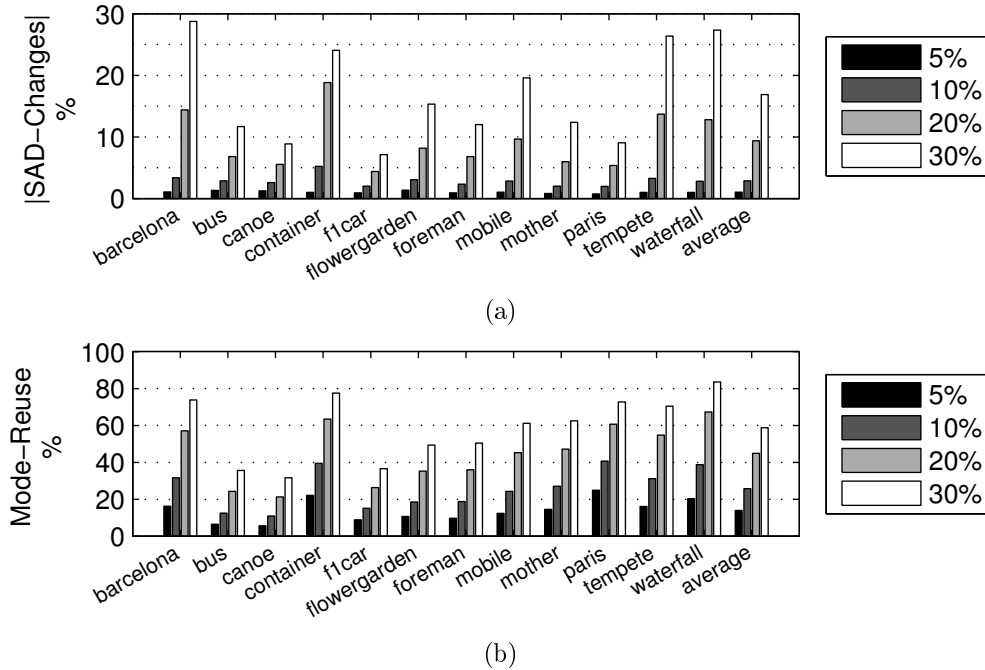 |SAD-Changes|
%
30
20
10
0
barcelona
bus
canoe
container
f1car
flowergarden
foreman
mobile
mother
paris
tempete
waterfall
average
5%
10%
20%
30%
(a)
Mode-Reuse
%
100
80
60
40
20
0
barcelona
bus
canoe
container
f1car
flowergarden
foreman
mobile
mother
paris
tempete
waterfall
average
5%
10%
20%
30%
(b)